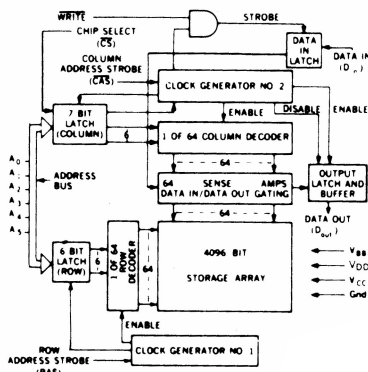 WRITE
STROBE
CHIP SELECT
(CS)
DATA
IN
LATCH
DATA IN
COLUMN
ADDRESS STROBE
(CAS)
CLOCK GENERATOR NO 2
7 BIT
LATCH
(COLUMN)
ENABLE
DISABLE
ENABLE
6
1 OF 64 COLUMN DECODER
64
A0
A1
A2
A3
A4
A5
ADDRESS
BUS
64 SENSE AMPS
DATA IN/DATA OUT GATING
OUTPUT
LATCH AND
BUFFER
64
DATA OUT
(Dout)
6 BIT
LATCH
(ROW)
6
1 OF 64
ROW
DECODER
64
4096 BIT
STORAGE ARRAY
VBB
VDD
VCC
Gnd
ENABLE
ROW
ADDRESS STROBE
CLOCK GENERATOR NO 1